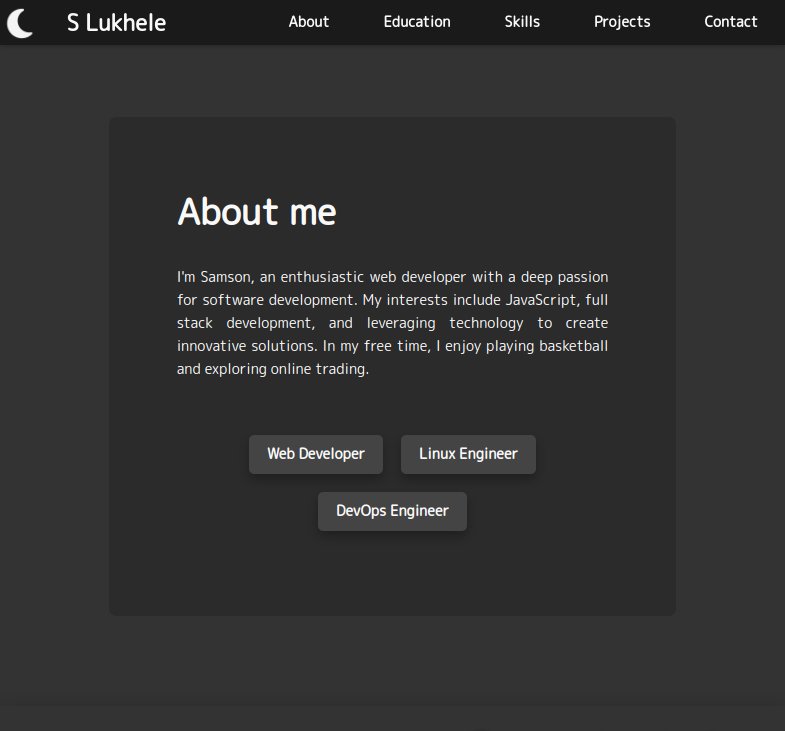 S Lukhele About Education Skills Projects Contact
About me
I'm Samson, an enthusiastic web developer with a deep passion
for software development. My interests include JavaScript, full
stack development, and leveraging technology to create
innovative solutions. In my free time, I enjoy playing basketball
and exploring online trading.
Web Developer Linux Engineer
DevOps Engineer